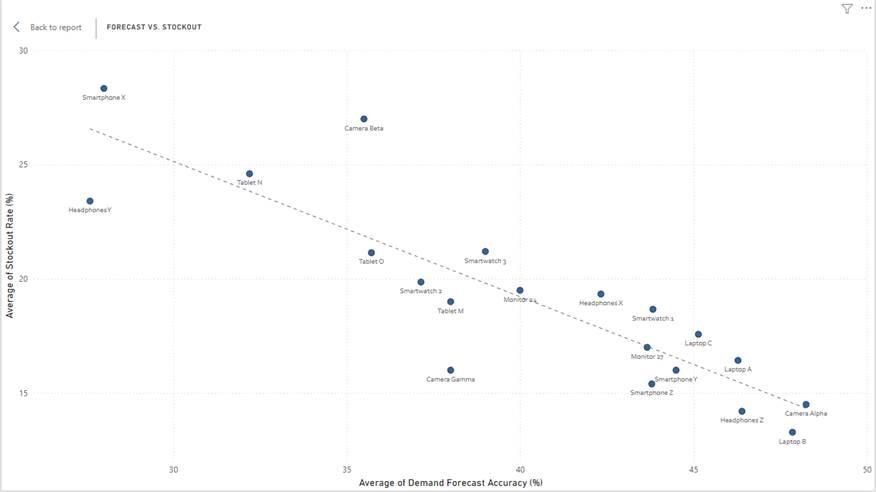 Back to report
FORECAST VS. STOCKOUT
30
Smartphone X
Camera Beta
25
Tablet N
Headphones Y
Average of Stockout Rate (%)
Tablet O
Smartwatch 3
20
Smartwatch 2
Monitor
Headphones X
Tablet M
Smartwatch 1
Laptop C
Monitor 27
Laptop A
Camera Gamma
Smartphone Y
Smartphone Z
15
Camera Alpha
Headphones Z
Laptop B
30
35
40
45
50
Average of Demand Forecast Accuracy (%)